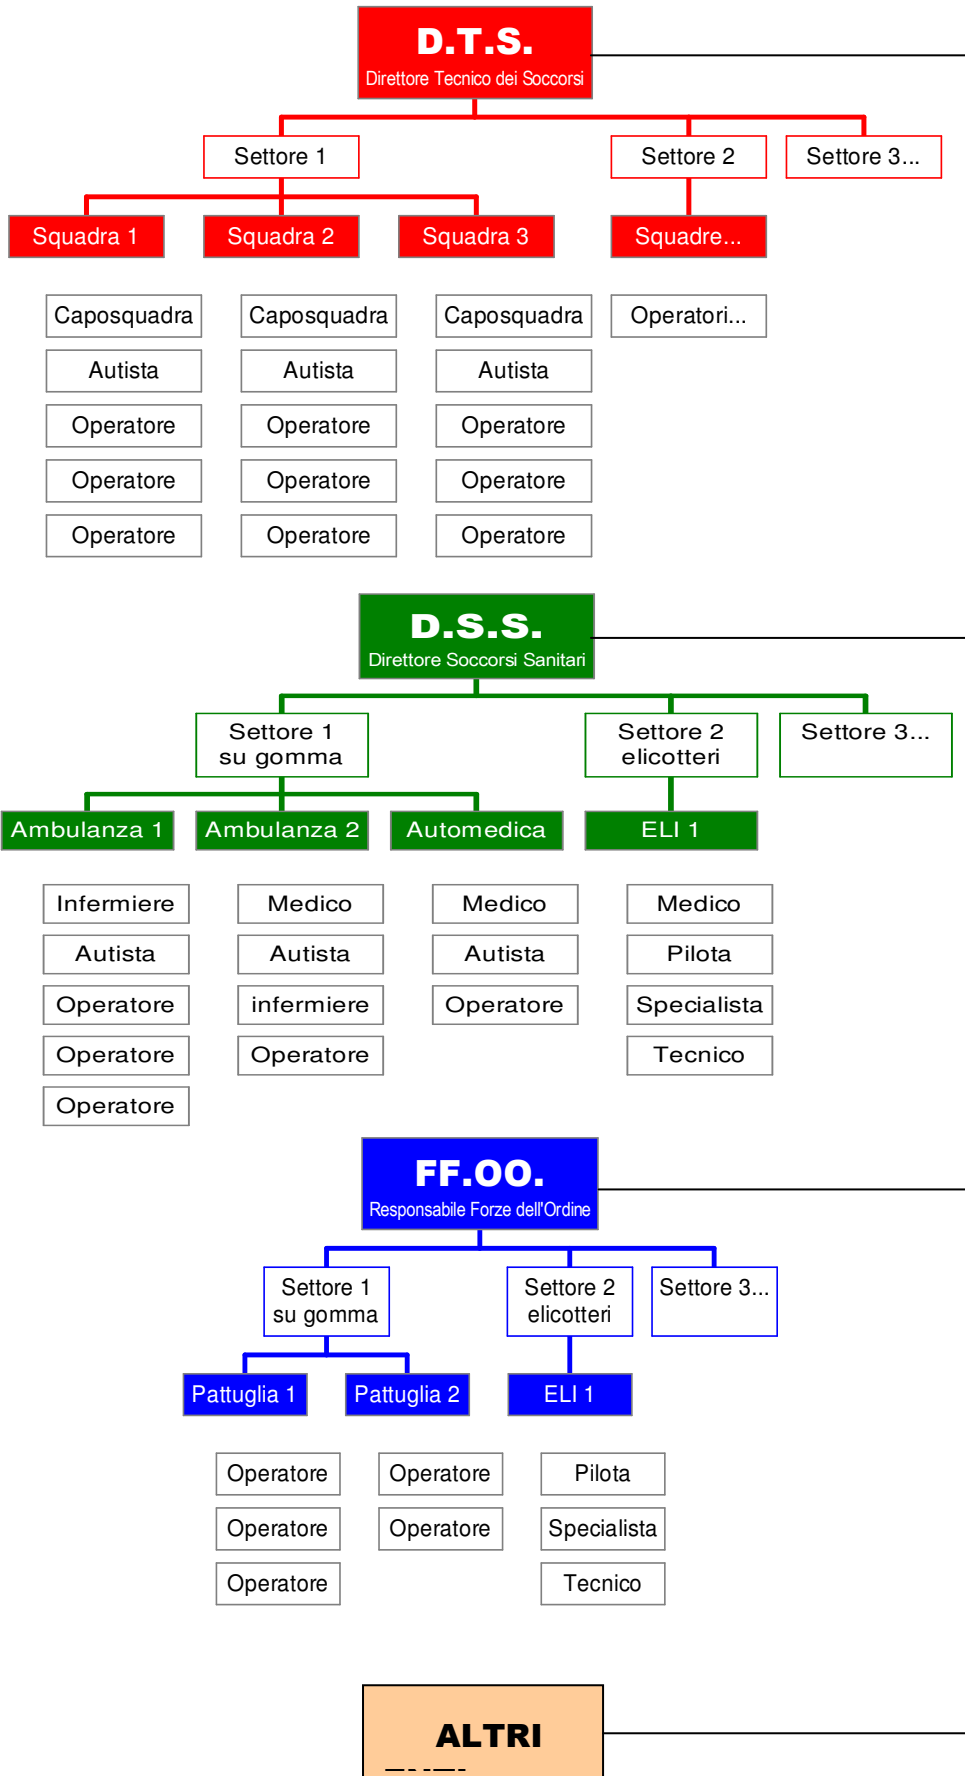 D.T.S.
Direttore Tecnico dei Soccorsi
Settore 1
Settore 2
Settore 3...
Squadra 1
Squadra 2
Squadra 3
Squadre...
Caposquadra
Caposquadra
Caposquadra
Operatori...
Autista
Autista
Autista
Operatore
Operatore
Operatore
Operatore
Operatore
Operatore
Operatore
Operatore
Operatore
D.S.S.
Direttore Soccorsi Sanitari
Settore 1
su gomma
Settore 2
elicotteri
Settore 3...
Ambulanza 1
Ambulanza 2
Automedica
ELI 1
Infermiere
Medico
Medico
Medico
Autista
Autista
Autista
Pilota
Operatore
infermiere
Operatore
Specialista
Operatore
Operatore
Tecnico
Operatore
FF.OO.
Responsabile Forze dell'Ordine
Settore 1
su gomma
Settore 2
elicotteri
Settore 3...
Pattuglia 1
Pattuglia 2
ELI 1
Operatore
Operatore
Pilota
Operatore
Operatore
Specialista
Operatore
Tecnico
ALTRI